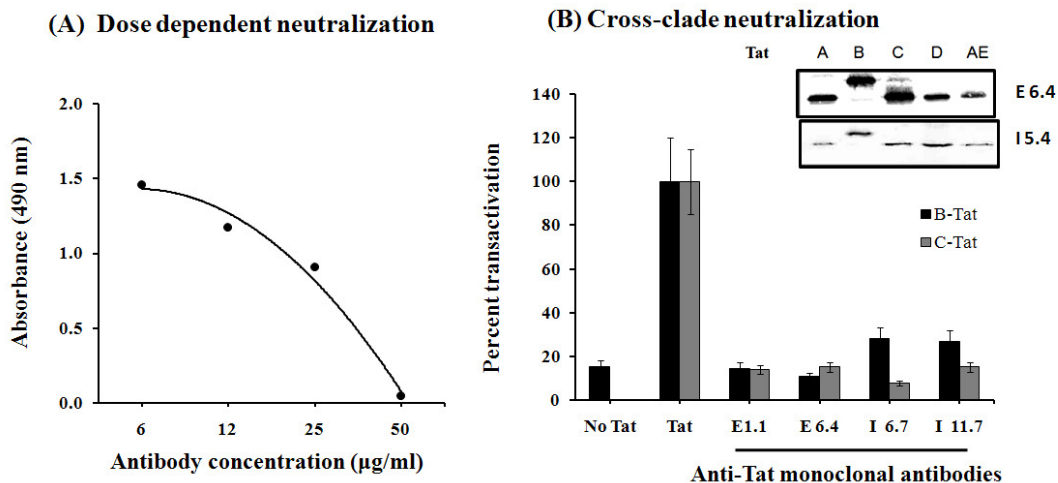 (A) Dose dependent neutralization
2.0
1.5
1.0
0.5
0.0
Absorbance (490 nm)
6 12 25 50
Antibody concentration (µg/ml)
(B) Cross-clade neutralization
Tat A B C D AE
E 6.4
I 5.4
140
120
100
80
60
40
20
0
Percent transactivation
B-Tat
C-Tat
No Tat Tat E1.1 E 6.4 I 6.7 I 11.7
Anti-Tat monoclonal antibodies